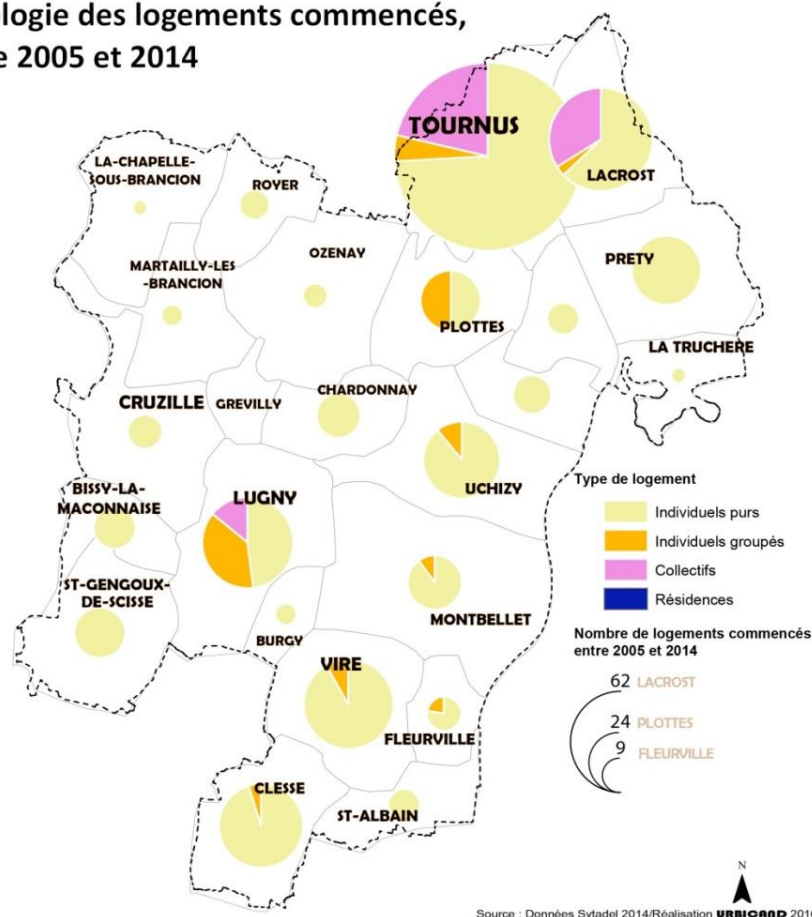 logie des logements commencés,
e 2005 et 2014
TOURNUS
LACROST
LA-CHAPELLE-
SOUS-BRANCION
ROYER
OZENAY
MARTAILLY-LES
-BRANCION
PRETY
PLOTTES
LA TRUCHERE
CRUZILLE
GREVILLY
CHARDONNAY
UCHIZY
BISSY-LA-
MACONNAISE
LUGNY
ST-GENGOUX-
DE-SCISSE
BURGY
MONTBELLET
VIRE
FLEURVILLE
CLESSE
ST-ALBAIN
Type de logement
Individuels purs
Individuels groupés
Collectifs
Résidences
Nombre de logements commencés
entre 2005 et 2014
62 LACROST
24 PLOTTES
9 FLEURVILLE
N
Source : Données Sytadel 2014/Réalisation URBICAND 201